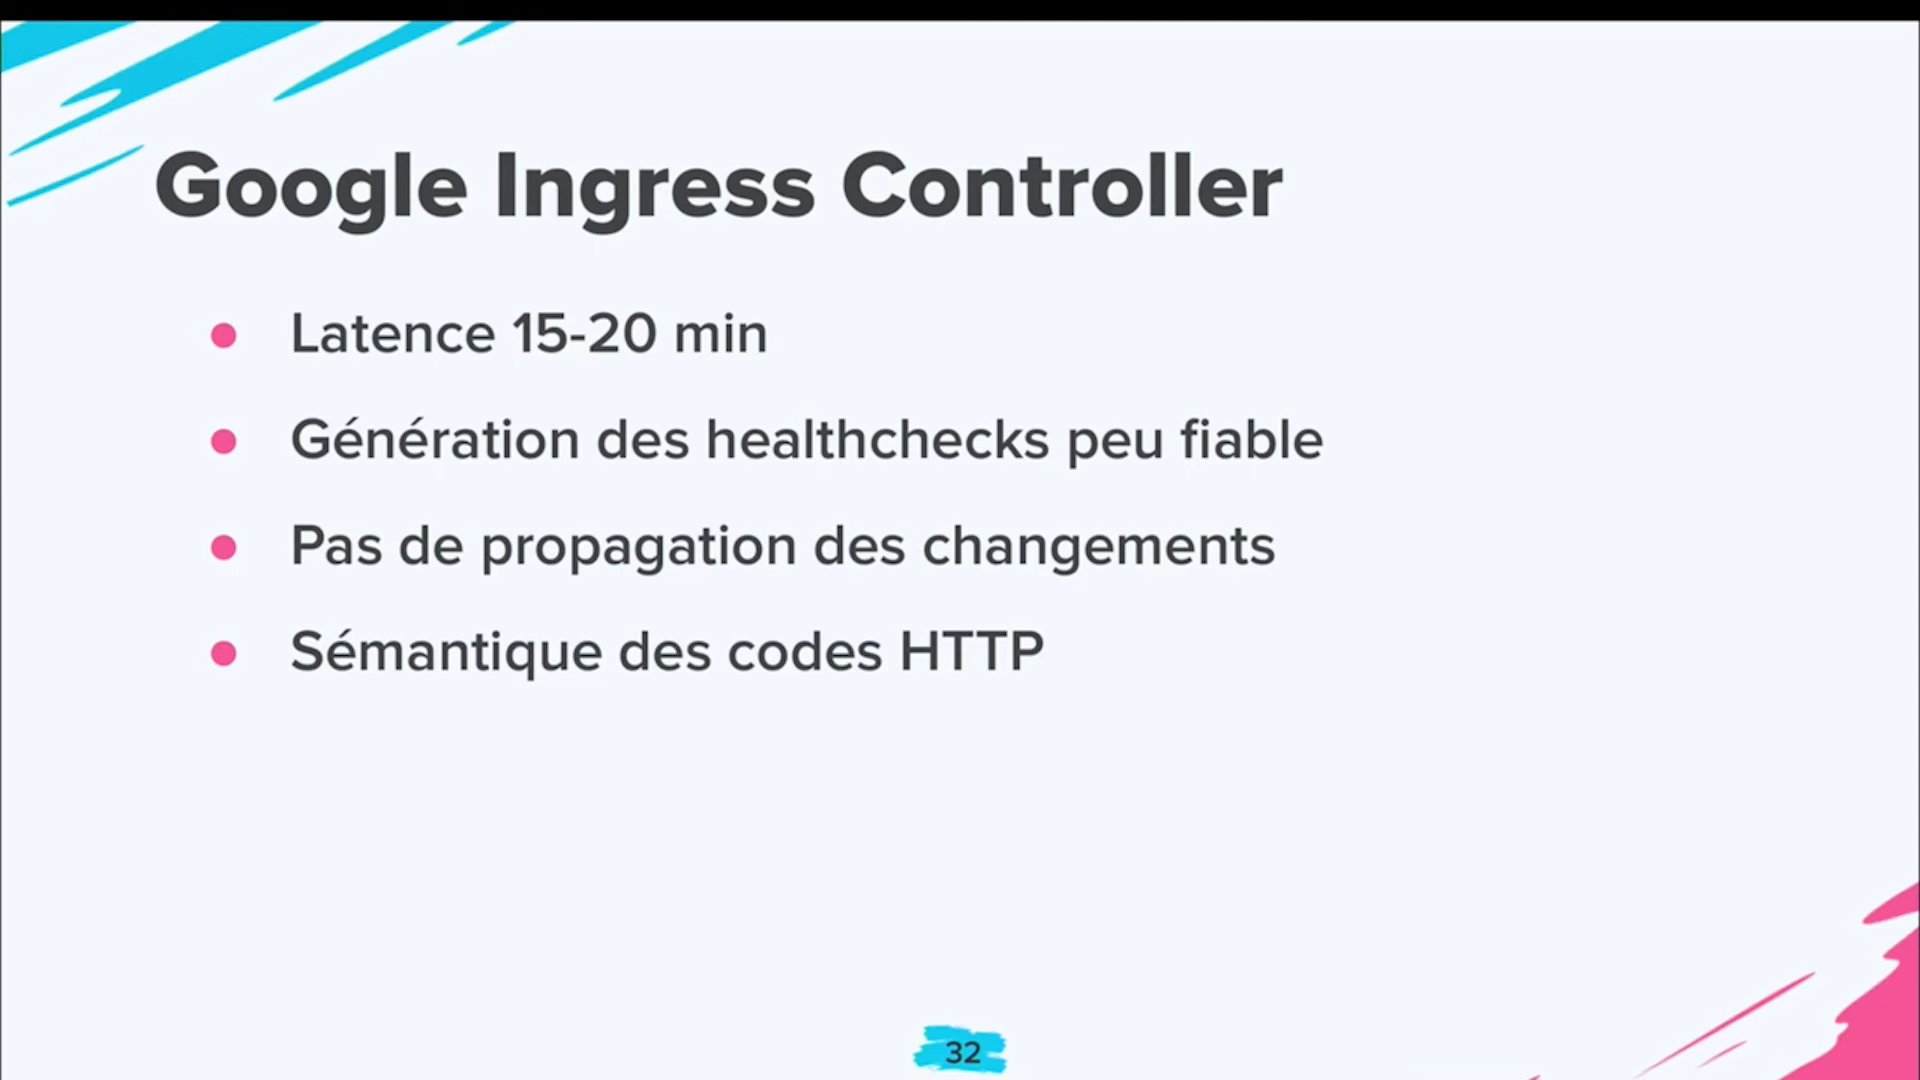 Google Ingress Controller
● Latence 15-20 min
● Génération des healthchecks peu fiable
● Pas de propagation des changements
● Sémantique des codes HTTP
32